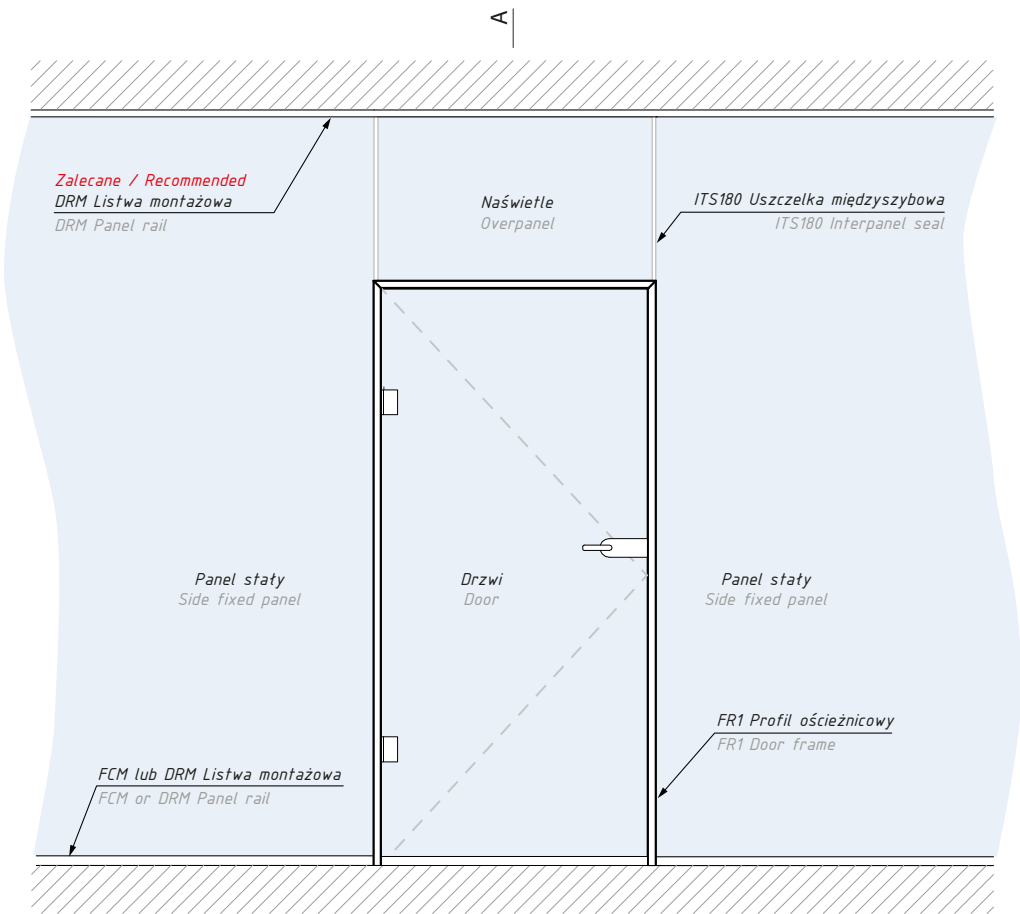 A
Zalecane / Recommended
DRM Listwa montażowa
DRM Panel rail
Naświetle
Overpanel
ITS180 Uszczelka międzyszybowa
ITS180 Interpanel seal
Panel stały
Side fixed panel
Drzwi
Door
Panel stały
Side fixed panel
FR1 Profil ościeżnicowy
FR1 Door frame
FCM lub DRM Listwa montażowa
FCM or DRM Panel rail